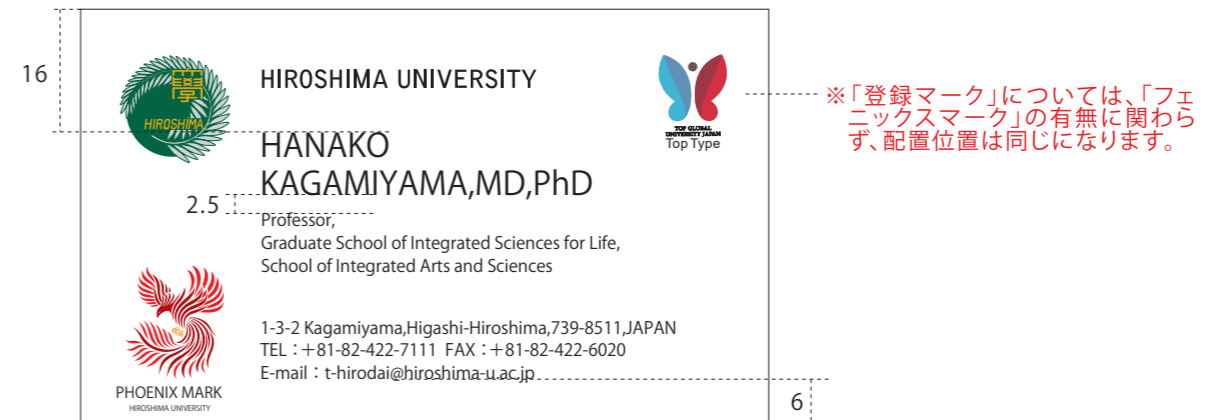 16
學
HIROSHIMA
HIROSHIMA UNIVERSITY
TOP GLOBAL
UNIVERSITY JAPAN
Top Type
※「登録マーク」については、「フェ
ニックスマーク」の有無に関わら
ず、配置位置は同じになります。
HANAKO
KAGAMIYAMA,MD,PhD
2.5
Professor,
Graduate School of Integrated Sciences for Life,
School of Integrated Arts and Sciences
PHOENIX MARK
HIROSHIMA UNIVERSITY
1-3-2 Kagamiyama,Higashi-Hiroshima,739-8511,JAPAN
TEL：＋81-82-422-7111 FAX：＋81-82-422-6020
E-mail：t-hirodai@hiroshima-u.ac.jp
6